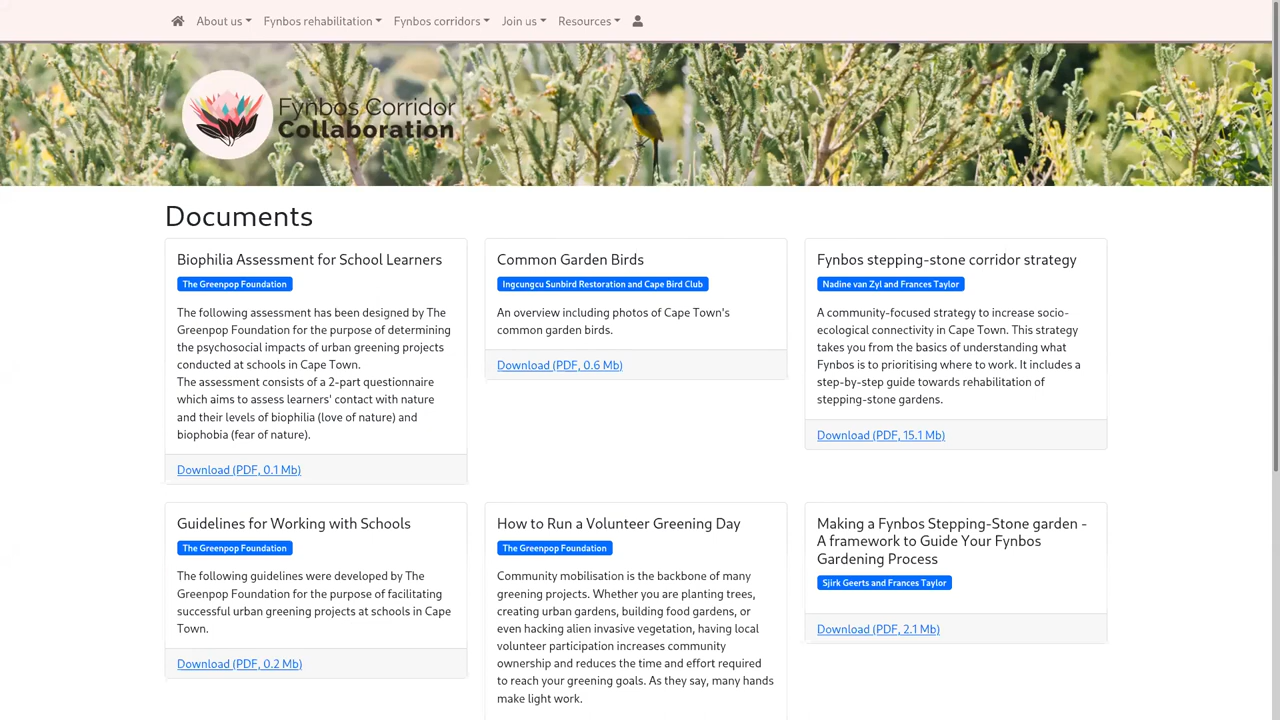 About us
Fynbos rehabilitation
Fynbos corridors
Join us
Resources
Fynbos Corridor
Collaboration
Documents
Biophilia Assessment for School Learners
The Greenpop Foundation
The following assessment has been designed by The
Greenpop Foundation for the purpose of determining
the psychosocial impacts of urban greening projects
conducted at schools in Cape Town.
The assessment consists of a 2-part questionnaire
which aims to assess learners' contact with nature
and their levels of biophilia (love of nature) and
biophobia (fear of nature).
Download (PDF, 0.1 Mb)
Common Garden Birds
Ingcungcu Sunbird Restoration and Cape Bird Club
An overview including photos of Cape Town's
common garden birds.
Download (PDF, 0.6 Mb)
Fynbos stepping-stone corridor strategy
Nadine van Zyl and Frances Taylor
A community-focused strategy to increase socio-
ecological connectivity in Cape Town. This strategy
takes you from the basics of understanding what
Fynbos is to prioritising where to work. It includes a
step-by-step guide towards rehabilitation of
stepping-stone gardens.
Download (PDF, 15.1 Mb)
Guidelines for Working with Schools
The Greenpop Foundation
The following guidelines were developed by The
Greenpop Foundation for the purpose of facilitating
successful urban greening projects at schools in Cape
Town.
Download (PDF, 0.2 Mb)
How to Run a Volunteer Greening Day
The Greenpop Foundation
Community mobilisation is the backbone of many
greening projects. Whether you are planting trees,
creating urban gardens, building food gardens, or
even hacking alien invasive vegetation, having local
volunteer participation increases community
ownership and reduces the time and effort required
to reach your greening goals. As they say, many hands
make light work.
Making a Fynbos Stepping-Stone garden -
A framework to Guide Your Fynbos
Gardening Process
Sjirk Geerts and Frances Taylor
Download (PDF, 2.1 Mb)